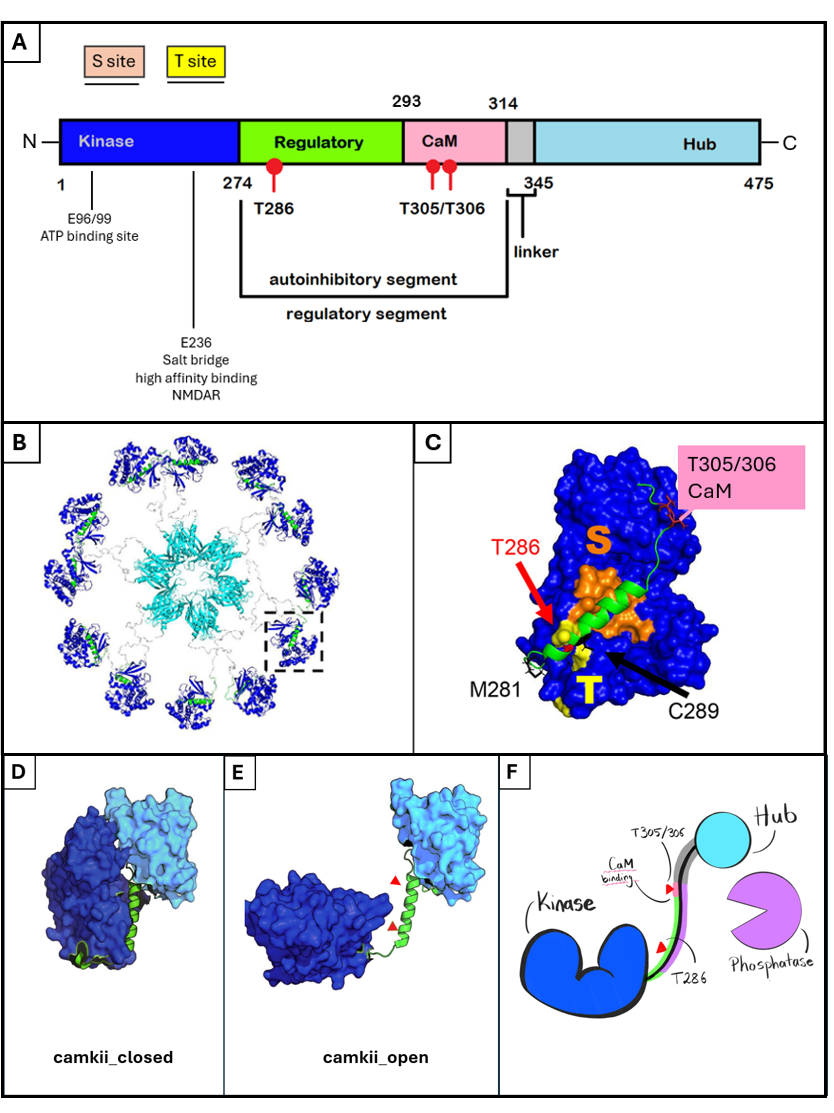 A
S site
T site
293
314
N
Kinase
Regulatory
CaM
Hub
C
1
274
345
475
T286
T305/T306
E96/99
ATP binding site
linker
autoinhibitory segment
regulatory segment
E236
Salt bridge
high affinity binding
NMDAR
B
C
T305/306
CaM
S
T286
M281
T
C289
D
camkii_closed
E
camkii_open
F
T305/306
Hub
CaM
binding
Kinase
Phosphatase
T286